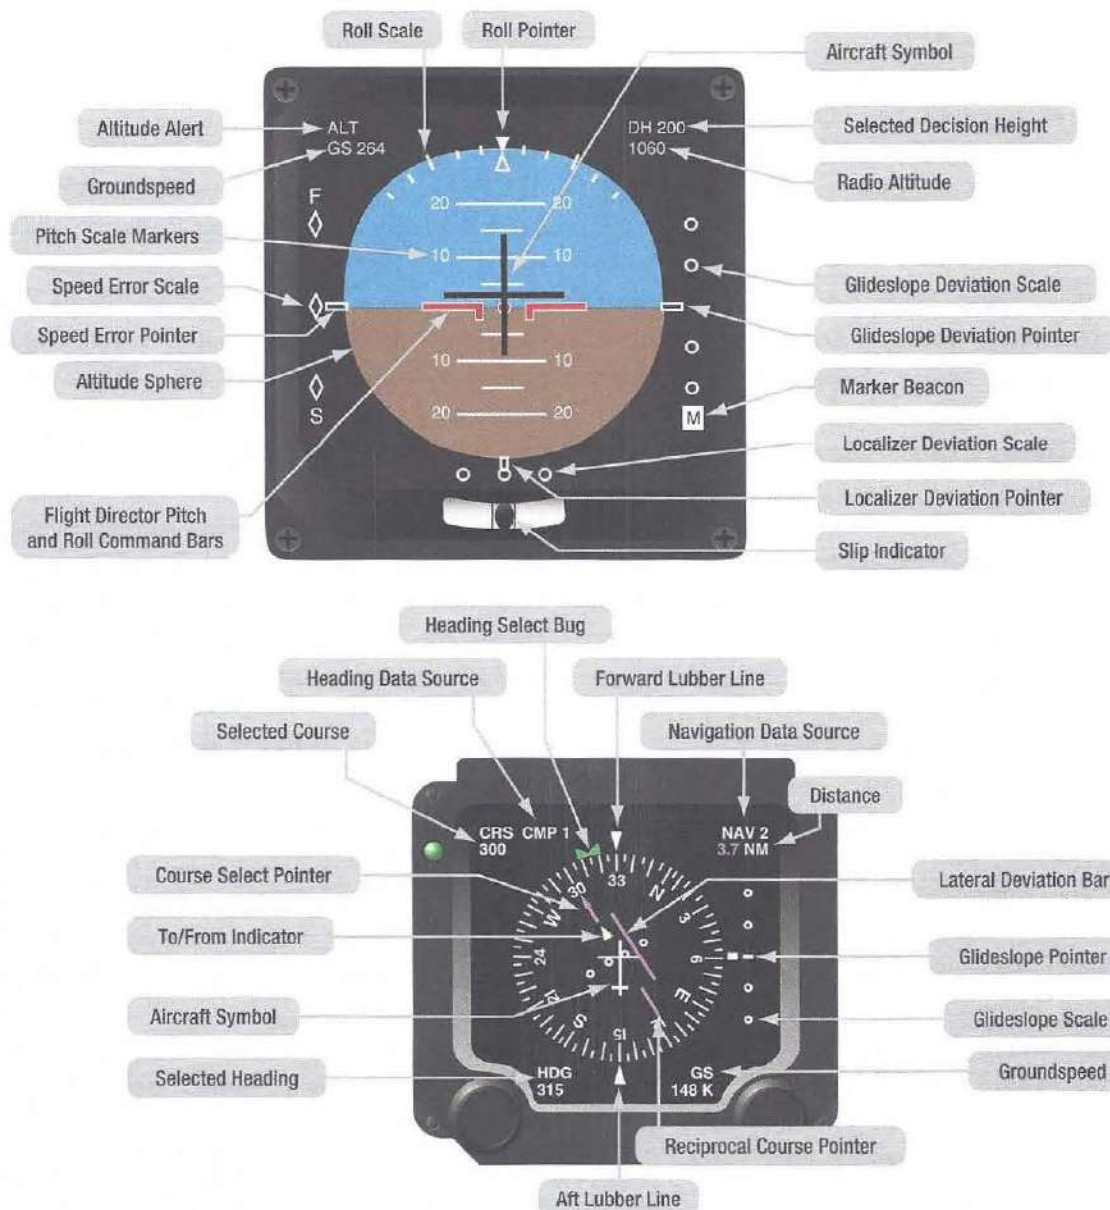 Roll Scale
Roll Pointer
Aircraft Symbol
Altitude Alert
ALT
DH 200
Selected Decision Height
GS 264
1060
Groundspeed
Radio Altitude
F
20 20
Pitch Scale Markers
10 10
Speed Error Scale
Glideslope Deviation Scale
Speed Error Pointer
Glideslope Deviation Pointer
Altitude Sphere
10 10
Marker Beacon
S
20 20
M
Localizer Deviation Scale
Localizer Deviation Pointer
Flight Director Pitch
and Roll Command Bars
Slip Indicator
Heading Select Bug
Heading Data Source
Forward Lubber Line
Selected Course
Navigation Data Source
Distance
CRS CMP 1
300
NAV 2
3.7 NM
Course Select Pointer
30
33
N
Lateral Deviation Bar
W
3
To/From Indicator
24
6
Glideslope Pointer
21
E
Aircraft Symbol
S
15
Glideslope Scale
Selected Heading
HDG
315
GS
148 K
Groundspeed
Reciprocal Course Pointer
Aft Lubber Line